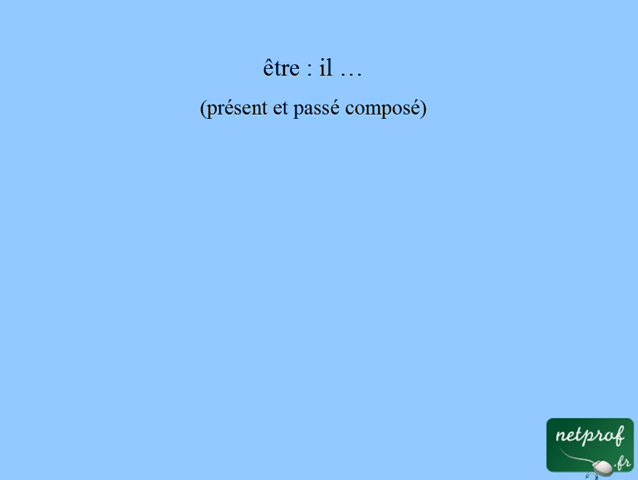 être : il …
(présent et passé composé)
netprof
.fr